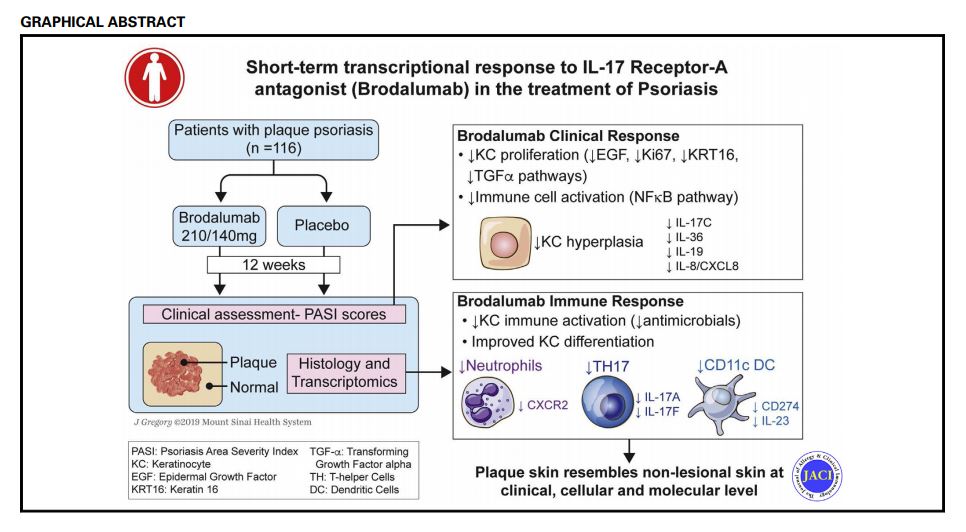 GRAPHICAL ABSTRACT
Short-term transcriptional response to IL-17 Receptor-A
antagonist (Brodalumab) in the treatment of Psoriasis
Patients with plaque psoriasis
(n =116)
Brodalumab
210/140mg
Placebo
12 weeks
Clinical assessment- PASI scores
Plaque
Normal
Histology and
Transcriptomics
J Gregory ©2019 Mount Sinai Health System
PASI: Psoriasis Area Severity Index
KC: Keratinocyte
EGF: Epidermal Growth Factor
KRT16: Keratin 16
TGF-α: Transforming
Growth Factor alpha
TH: T-helper Cells
DC: Dendritic Cells
Brodalumab Clinical Response
• ↓KC proliferation (↓EGF, ↓Ki67, ↓KRT16,
↓TGFα pathways)
• ↓Immune cell activation (NFκB pathway)
↓KC hyperplasia
↓ IL-17C
↓ IL-36
↓ IL-19
↓ IL-8/CXCL8
Brodalumab Immune Response
• ↓KC immune activation (↓antimicrobials)
• Improved KC differentiation
↓Neutrophils
↓ CXCR2
↓TH17
↓ IL-17A
↓ IL-17F
↓CD11c DC
↓ CD274
↓ IL-23
Plaque skin resembles non-lesional skin at
clinical, cellular and molecular level
JACI